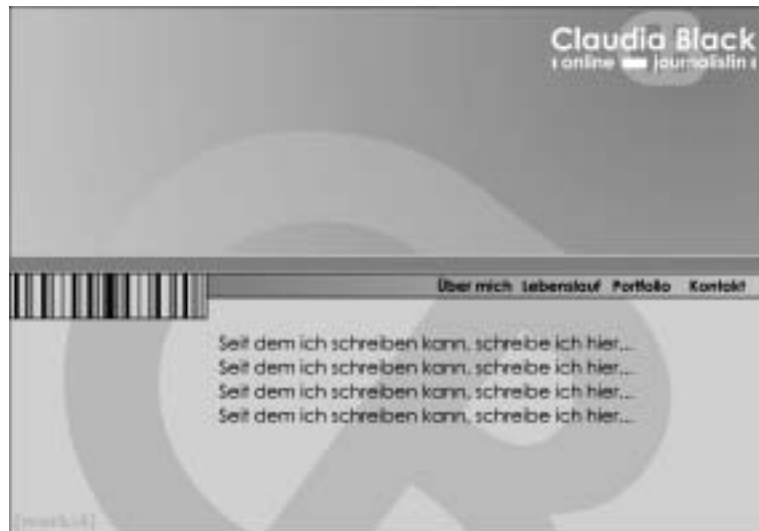 Claudia Black
online journalistin
Über mich Lebenslauf Portfolio Kontakt
Seit dem ich schreiben kann, schreibe ich hier....
Seit dem ich schreiben kann, schreibe ich hier....
Seit dem ich schreiben kann, schreibe ich hier....
Seit dem ich schreiben kann, schreibe ich hier....